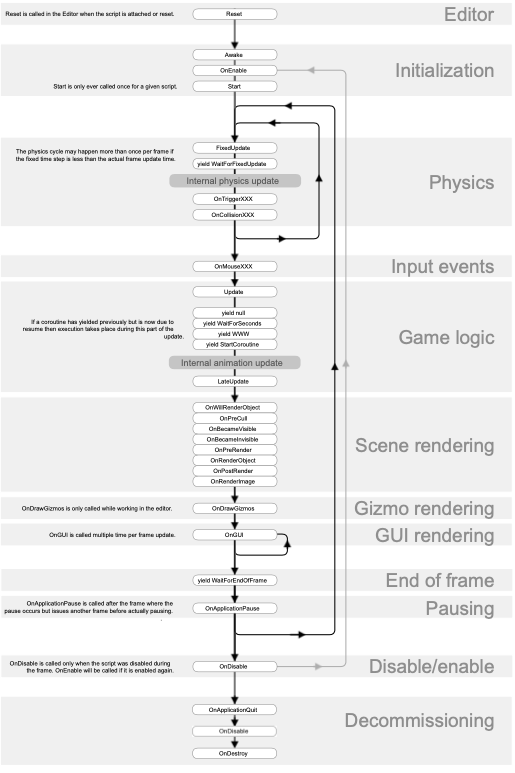 Reset is called in the Editor when the script is attached or reset.
Reset
Editor
Awake
OnEnable
Initialization
Start is only ever called once for a given script.
Start
The physics cycle may happen more than once per frame if
the fixed time step is less than the actual frame update time.
FixedUpdate
yield WaitForFixedUpdate
Internal physics update
Physics
OnTriggerXXX
OnCollisionXXX
OnMouseXXX
Input events
Update
If a coroutine has yielded previously but is now due to
resume then execution takes place during this part of the
update.
yield null
yield WaitForSeconds
yield WWW
yield StartCoroutine
Game logic
Internal animation update
LateUpdate
OnWillRenderObject
OnPreCull
OnBecameVisible
OnBecameInvisible
OnPreRender
OnRenderObject
OnPostRender
OnRenderImage
Scene rendering
OnDrawGizmos is only called while working in the editor.
OnDrawGizmos
Gizmo rendering
OnGUI is called multiple time per frame update.
OnGUI
GUI rendering
yield WaitForEndOfFrame
End of frame
OnApplicationPause is called after the frame where the
pause occurs but issues another frame before actually pausing.
OnApplicationPause
Pausing
OnDisable is called only when the script was disabled during
the frame. OnEnable will be called if it is enabled again.
OnDisable
Disable/enable
OnApplicationQuit
OnDisable
OnDestroy
Decommissioning